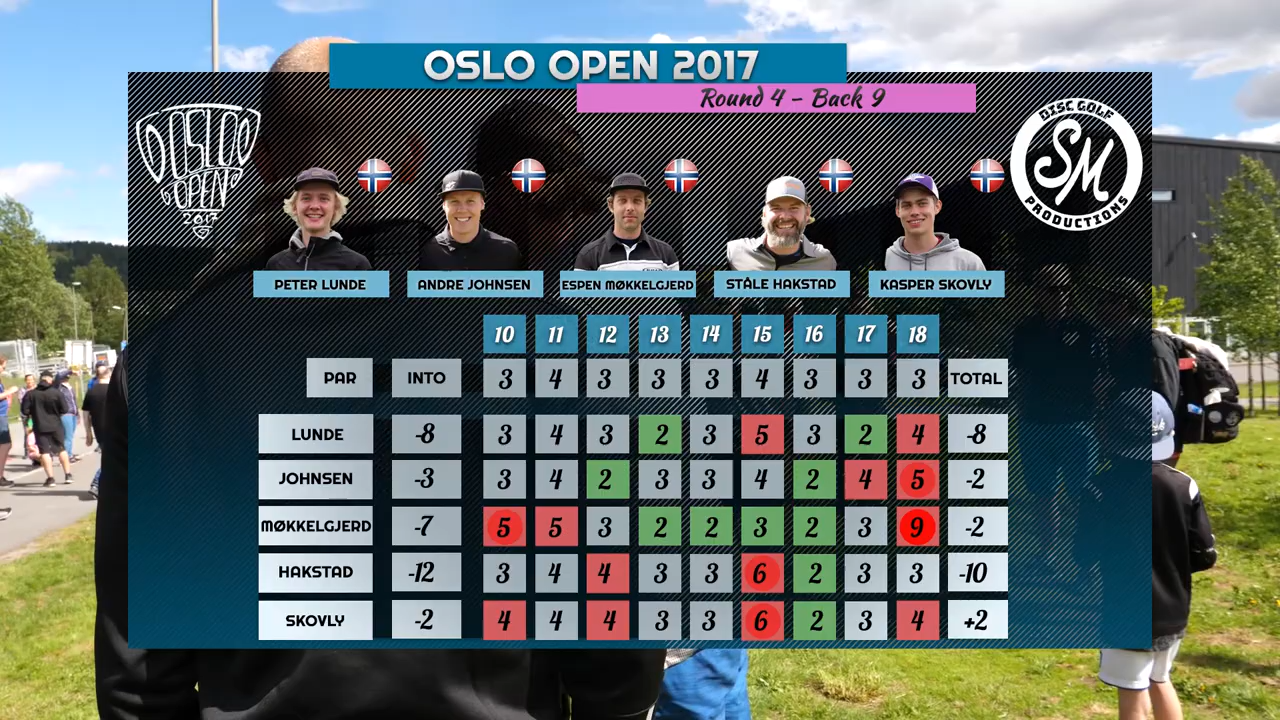 OSLO OPEN 2017
Round 4 - Back 9
OSLO
OPEN
2017
DISC GOLF
SM
PRODUCTIONS
PETER LUNDE ANDRE JOHNSEN ESPEN MØKKELGJERD STÅLE HAKSTAD KASPER SKOVLY
10 11 12 13 14 15 16 17 18
PAR INTO 3 4 3 3 3 4 3 3 3 TOTAL
LUNDE -8 3 4 3 2 3 5 3 2 4 -8
JOHNSEN -3 3 4 2 3 3 4 2 4 5 -2
MØKKELGJERD -7 5 5 3 2 2 3 2 3 9 -2
HAKSTAD -12 3 4 4 3 3 6 2 3 3 -10
SKOVLY -2 4 4 4 3 3 6 2 3 4 +2